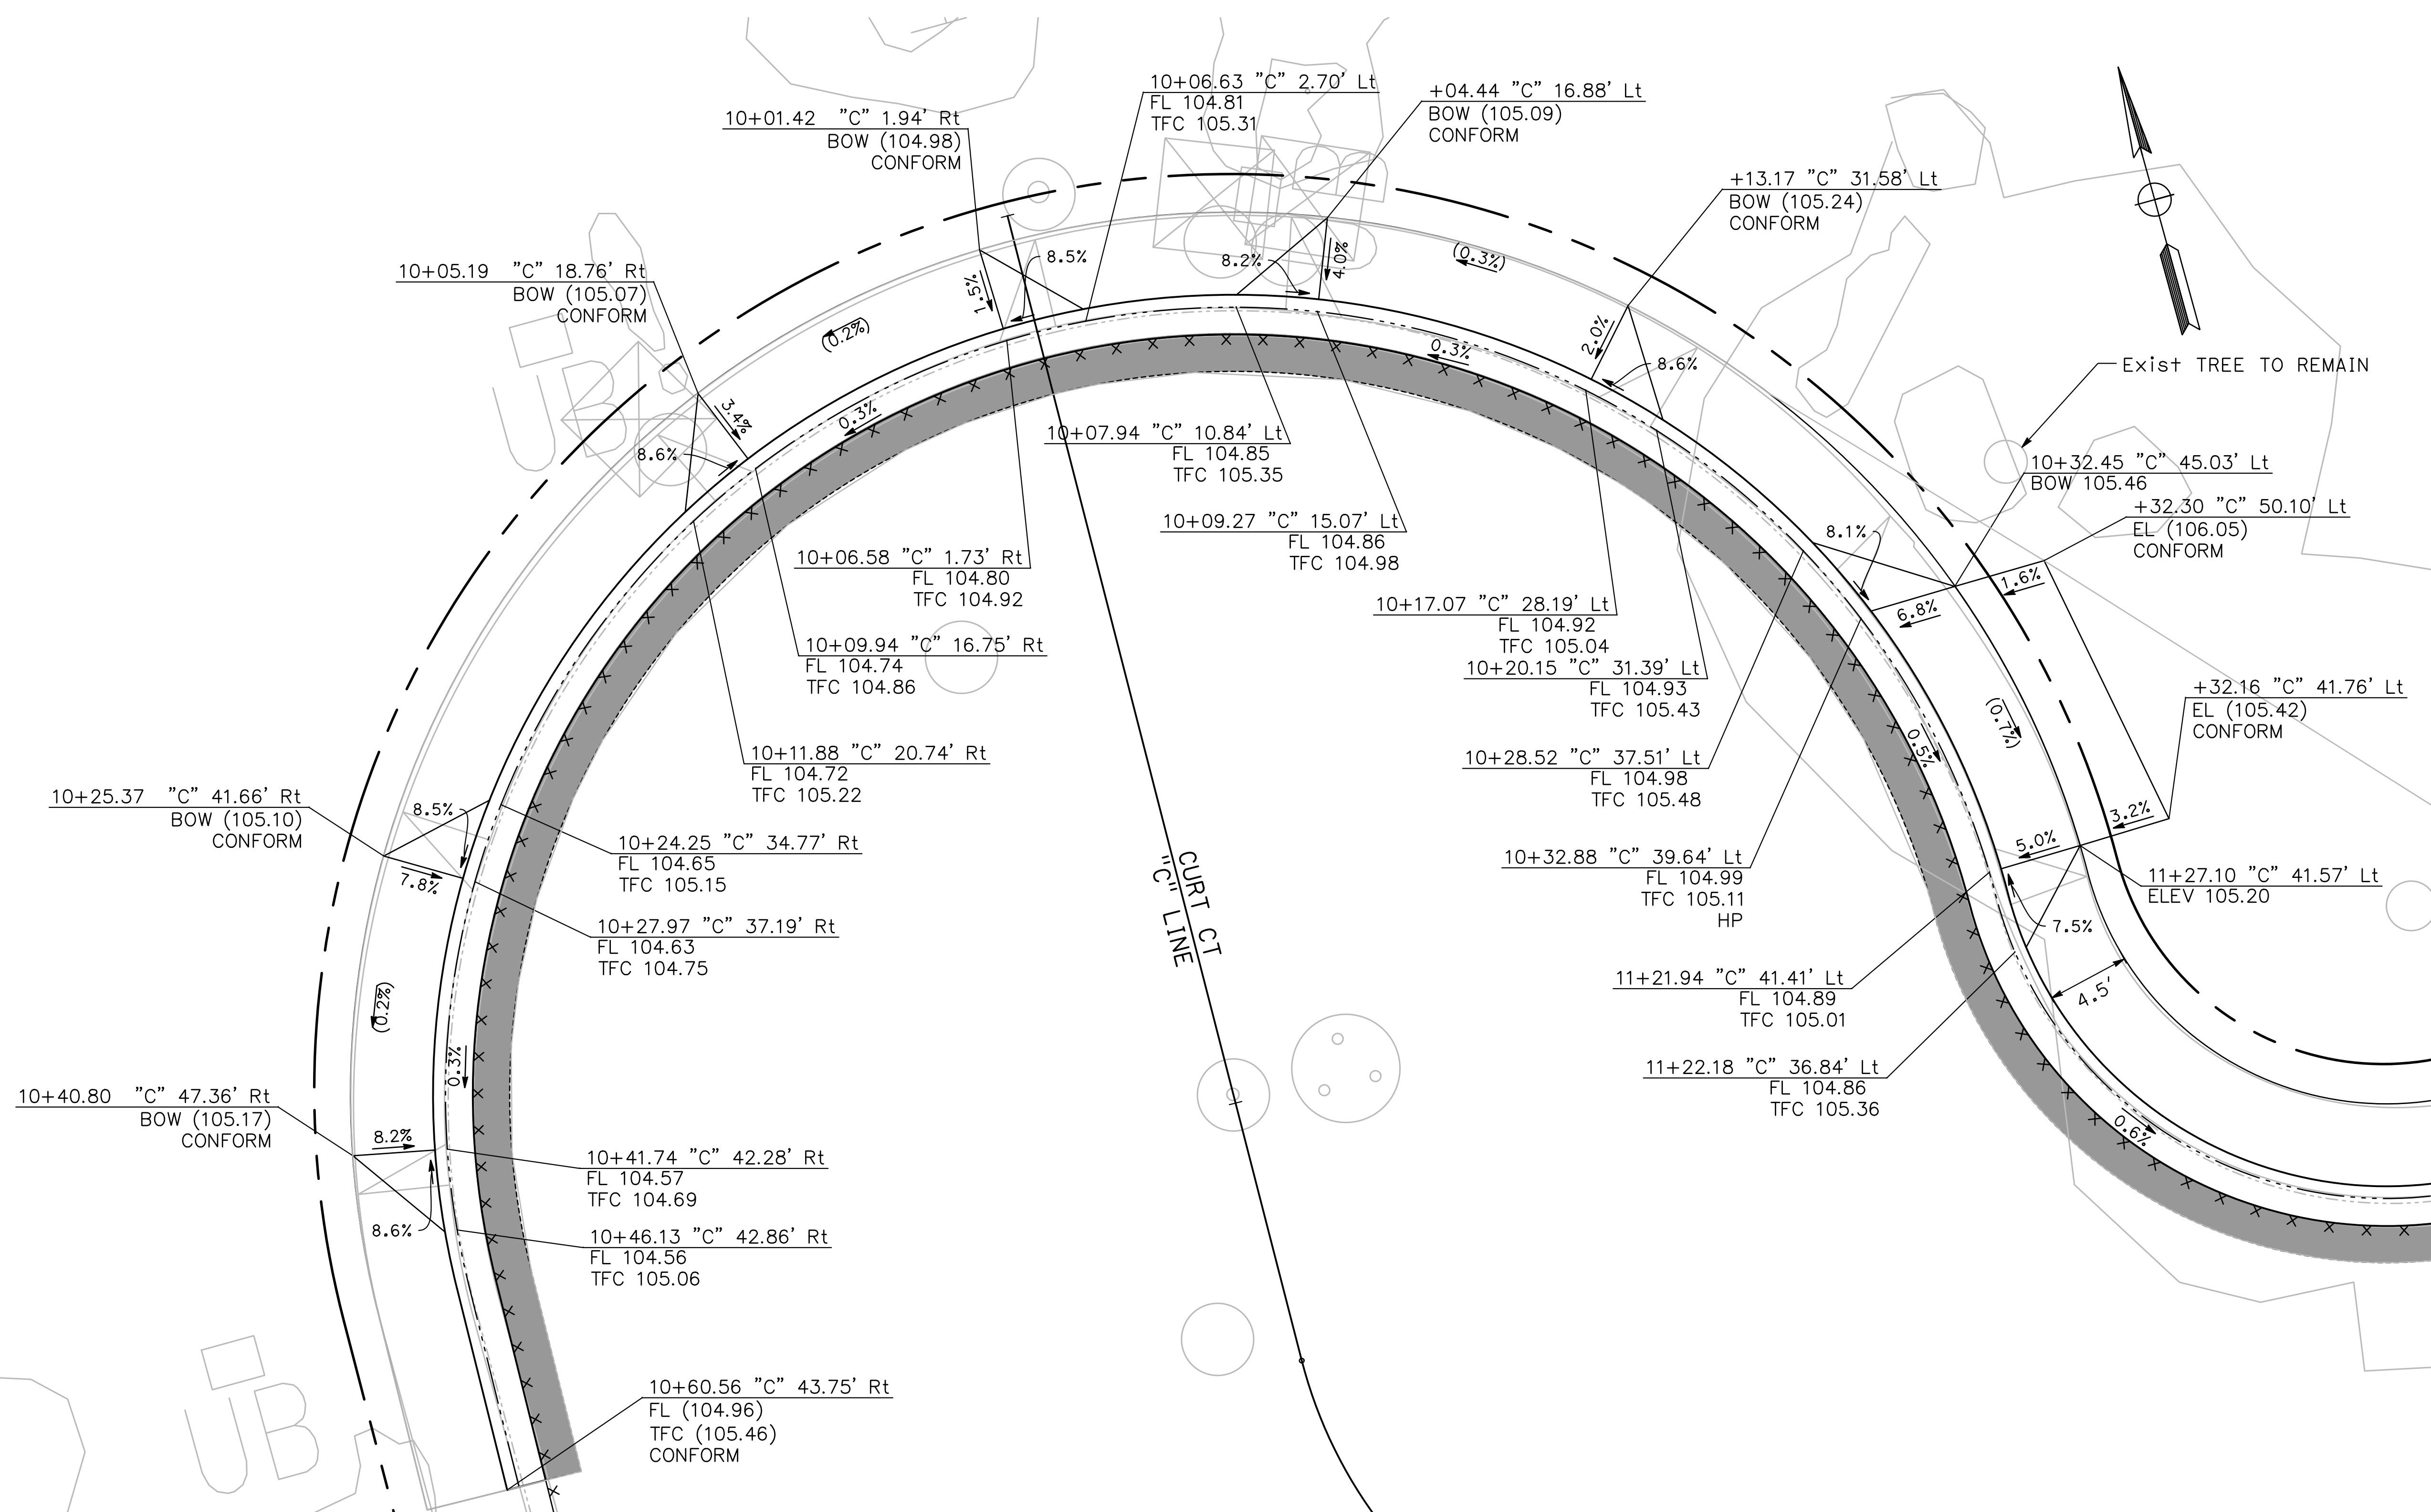 10+06.63 "C" 2.70' Lt
FL 104.81
TFC 105.31
+04.44 "C" 16.88' Lt
BOW (105.09)
CONFORM
10+01.42 "C" 1.94' Rt
BOW (104.98)
CONFORM
+13.17 "C" 31.58' Lt
BOW (105.24)
CONFORM
10+05.19 "C" 18.76' Rt
BOW (105.07)
CONFORM
8.5%
1.5%
8.2%
4.0%
(0.3%)
(0.2%)
2.0%
0.3%
8.6%
Exist TREE TO REMAIN
UB
3.4%
0.3%
8.6%
10+07.94 "C" 10.84' Lt
FL 104.85
TFC 105.35
10+32.45 "C" 45.03' Lt
BOW 105.46
+32.30 "C" 50.10' Lt
EL (106.05)
CONFORM
10+09.27 "C" 15.07' Lt
FL 104.86
TFC 104.98
8.1%
10+06.58 "C" 1.73' Rt
FL 104.80
TFC 104.92
1.6%
6.8%
10+17.07 "C" 28.19' Lt
FL 104.92
TFC 105.04
10+09.94 "C" 16.75' Rt
FL 104.74
TFC 104.86
10+20.15 "C" 31.39' Lt
FL 104.93
TFC 105.43
+32.16 "C" 41.76' Lt
EL (105.42)
CONFORM
(0.7%)
0.5%
10+11.88 "C" 20.74' Rt
FL 104.72
TFC 105.22
10+28.52 "C" 37.51' Lt
FL 104.98
TFC 105.48
10+25.37 "C" 41.66' Rt
BOW (105.10)
CONFORM
8.5%
7.8%
3.2%
5.0%
10+24.25 "C" 34.77' Rt
FL 104.65
TFC 105.15
CURT CT
"C" LINE
10+32.88 "C" 39.64' Lt
FL 104.99
TFC 105.11
HP
11+27.10 "C" 41.57' Lt
ELEV 105.20
7.5%
10+27.97 "C" 37.19' Rt
FL 104.63
TFC 104.75
11+21.94 "C" 41.41' Lt
FL 104.89
TFC 105.01
4.5'
(0.2%)
0.3%
11+22.18 "C" 36.84' Lt
FL 104.86
TFC 105.36
10+40.80 "C" 47.36' Rt
BOW (105.17)
CONFORM
8.2%
0.6%
10+41.74 "C" 42.28' Rt
FL 104.57
TFC 104.69
8.6%
10+46.13 "C" 42.86' Rt
FL 104.56
TFC 105.06
UB
10+60.56 "C" 43.75' Rt
FL (104.96)
TFC (105.46)
CONFORM